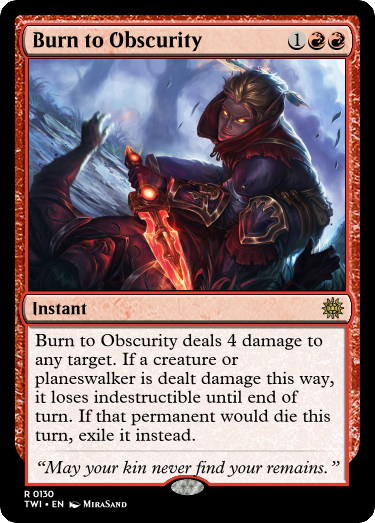 Burn to Obscurity 1
Instant
Burn to Obscurity deals 4 damage to
any target. If a creature or
planeswalker is dealt damage this way,
it loses indestructible until end of
turn. If that permanent would die this
turn, exile it instead.
“May your kin never find your remains.”
R 0130
TWI • EN MiraSand